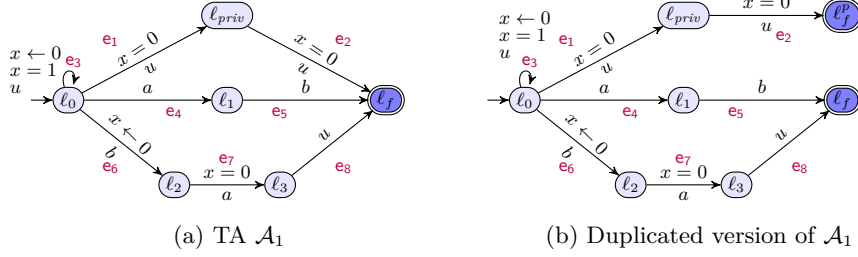 x = 0
ℓpriv
e1
e2
x = 0
u
u
x ← 0
x = 1
u
e3
ℓ0
a
e4
ℓ1
b
e5
ℓf
x ← 0
b
e6
u
e7
x = 0
a
ℓ2
ℓ3
e8
(a) TA 𝒜1
x = 0
ℓpriv
u
e2
ℓf^p
e1
x = 0
u
x ← 0
x = 1
u
e3
ℓ0
a
e4
ℓ1
b
e5
ℓf
x ← 0
b
e6
u
e7
x = 0
a
ℓ2
ℓ3
e8
(b) Duplicated version of 𝒜1